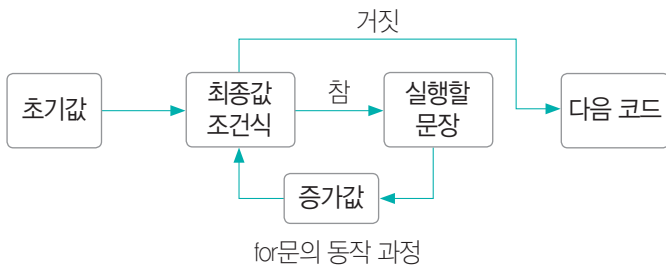 거짓
초기값
최종값
조건식
참
실행할
문장
다음 코드
증가값
for문의 동작 과정